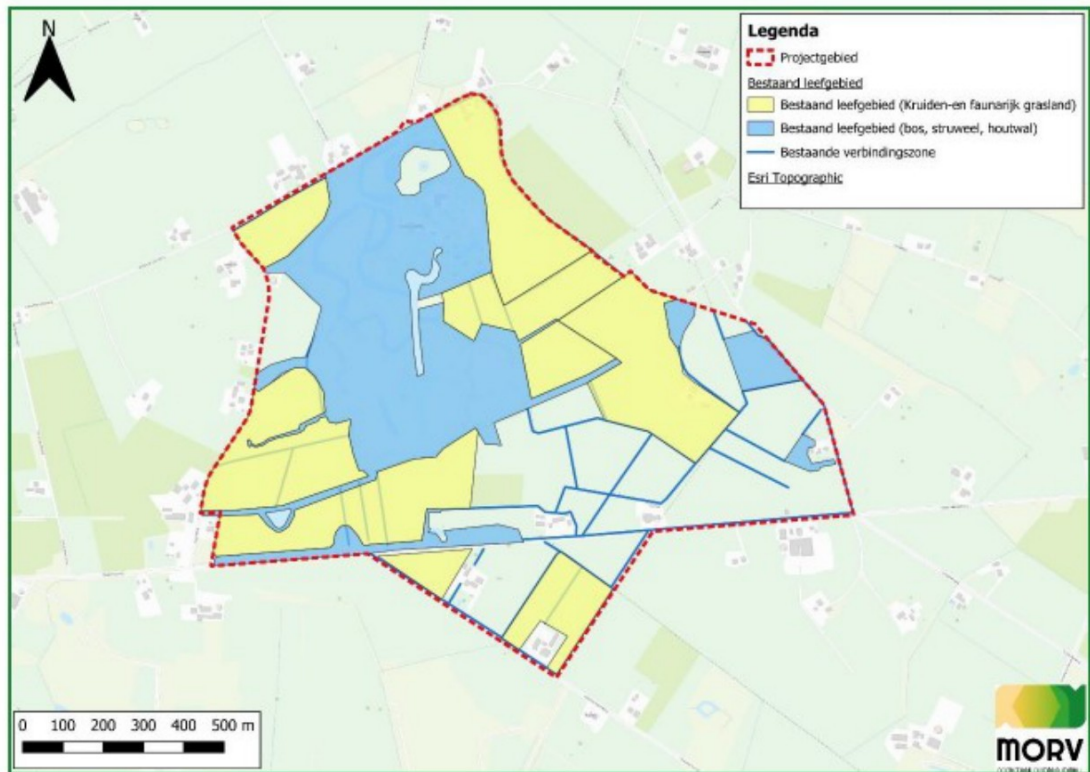 N
Legenda
Projectgebied
Bestaand leefgebied
Bestaand leefgebied (Kruiden-en faunarijk grasland)
Bestaand leefgebied (bos, struweel, houtwal)
Bestaande verbindingszone
Esri Topographic
0 100 200 300 400 500 m
MORV